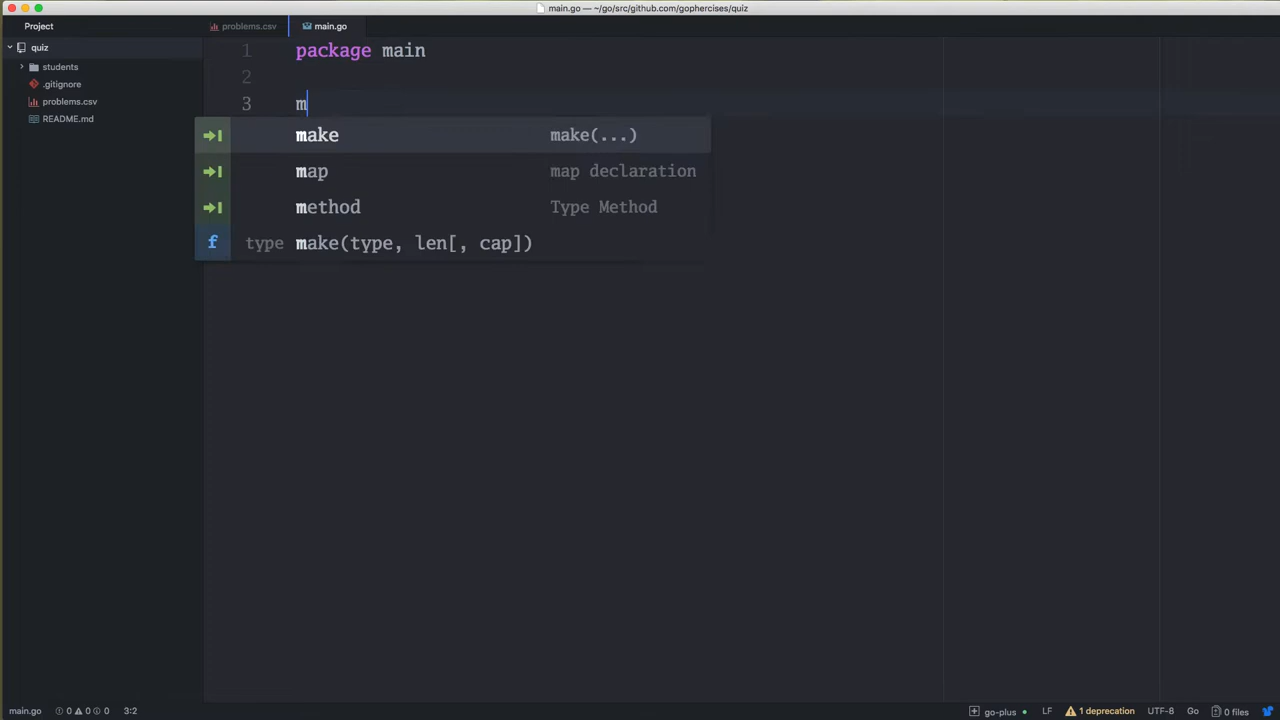 main.go — ~/go/src/github.com/gophercises/quiz
Project
problems.csv
main.go
quiz
students
.gitignore
problems.csv
README.md
1 package main
2
3 m
make make(...)
map map declaration
method Type Method
f type make(type, len[, cap])
main.go 0 0 0 3:2
go-plus LF 1 deprecation UTF-8 Go 0 files